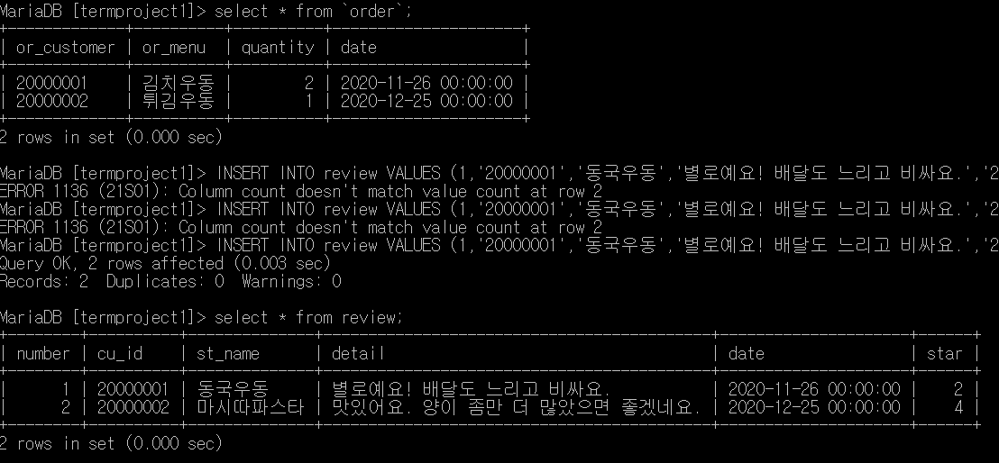 MariaDB [termproject1]> select * from `order`;
+-------------+---------+----------+---------------------+
| or_customer | or_menu | quantity | date |
+-------------+---------+----------+---------------------+
| 20000001 | 김치우동 | 2 | 2020-11-26 00:00:00 |
| 20000002 | 튀김우동 | 1 | 2020-12-25 00:00:00 |
+-------------+---------+----------+---------------------+
2 rows in set (0.000 sec)
MariaDB [termproject1]> INSERT INTO review VALUES (1,'20000001','동국우동','별로예요! 배달도 느리고 비싸요.','2
ERROR 1136 (21S01): Column count doesn't match value count at row 2
MariaDB [termproject1]> INSERT INTO review VALUES (1,'20000001','동국우동','별로예요! 배달도 느리고 비싸요.','2
ERROR 1136 (21S01): Column count doesn't match value count at row 2
MariaDB [termproject1]> INSERT INTO review VALUES (1,'20000001','동국우동','별로예요! 배달도 느리고 비싸요.','2
Query OK, 2 rows affected (0.003 sec)
Records: 2  Duplicates: 0  Warnings: 0
MariaDB [termproject1]> select * from review;
+--------+----------+--------------+--------------------------------------------+---------------------+------+
| number | cu_id | st_name | detail | date | star |
+--------+----------+--------------+--------------------------------------------+---------------------+------+
| 1 | 20000001 | 동국우동 | 별로예요! 배달도 느리고 비싸요. | 2020-11-26 00:00:00 | 2 |
| 2 | 20000002 | 마시따파스타 | 맛있어요. 양이 좀만 더 많았으면 좋겠네요. | 2020-12-25 00:00:00 | 4 |
+--------+----------+--------------+--------------------------------------------+---------------------+------+
2 rows in set (0.000 sec)